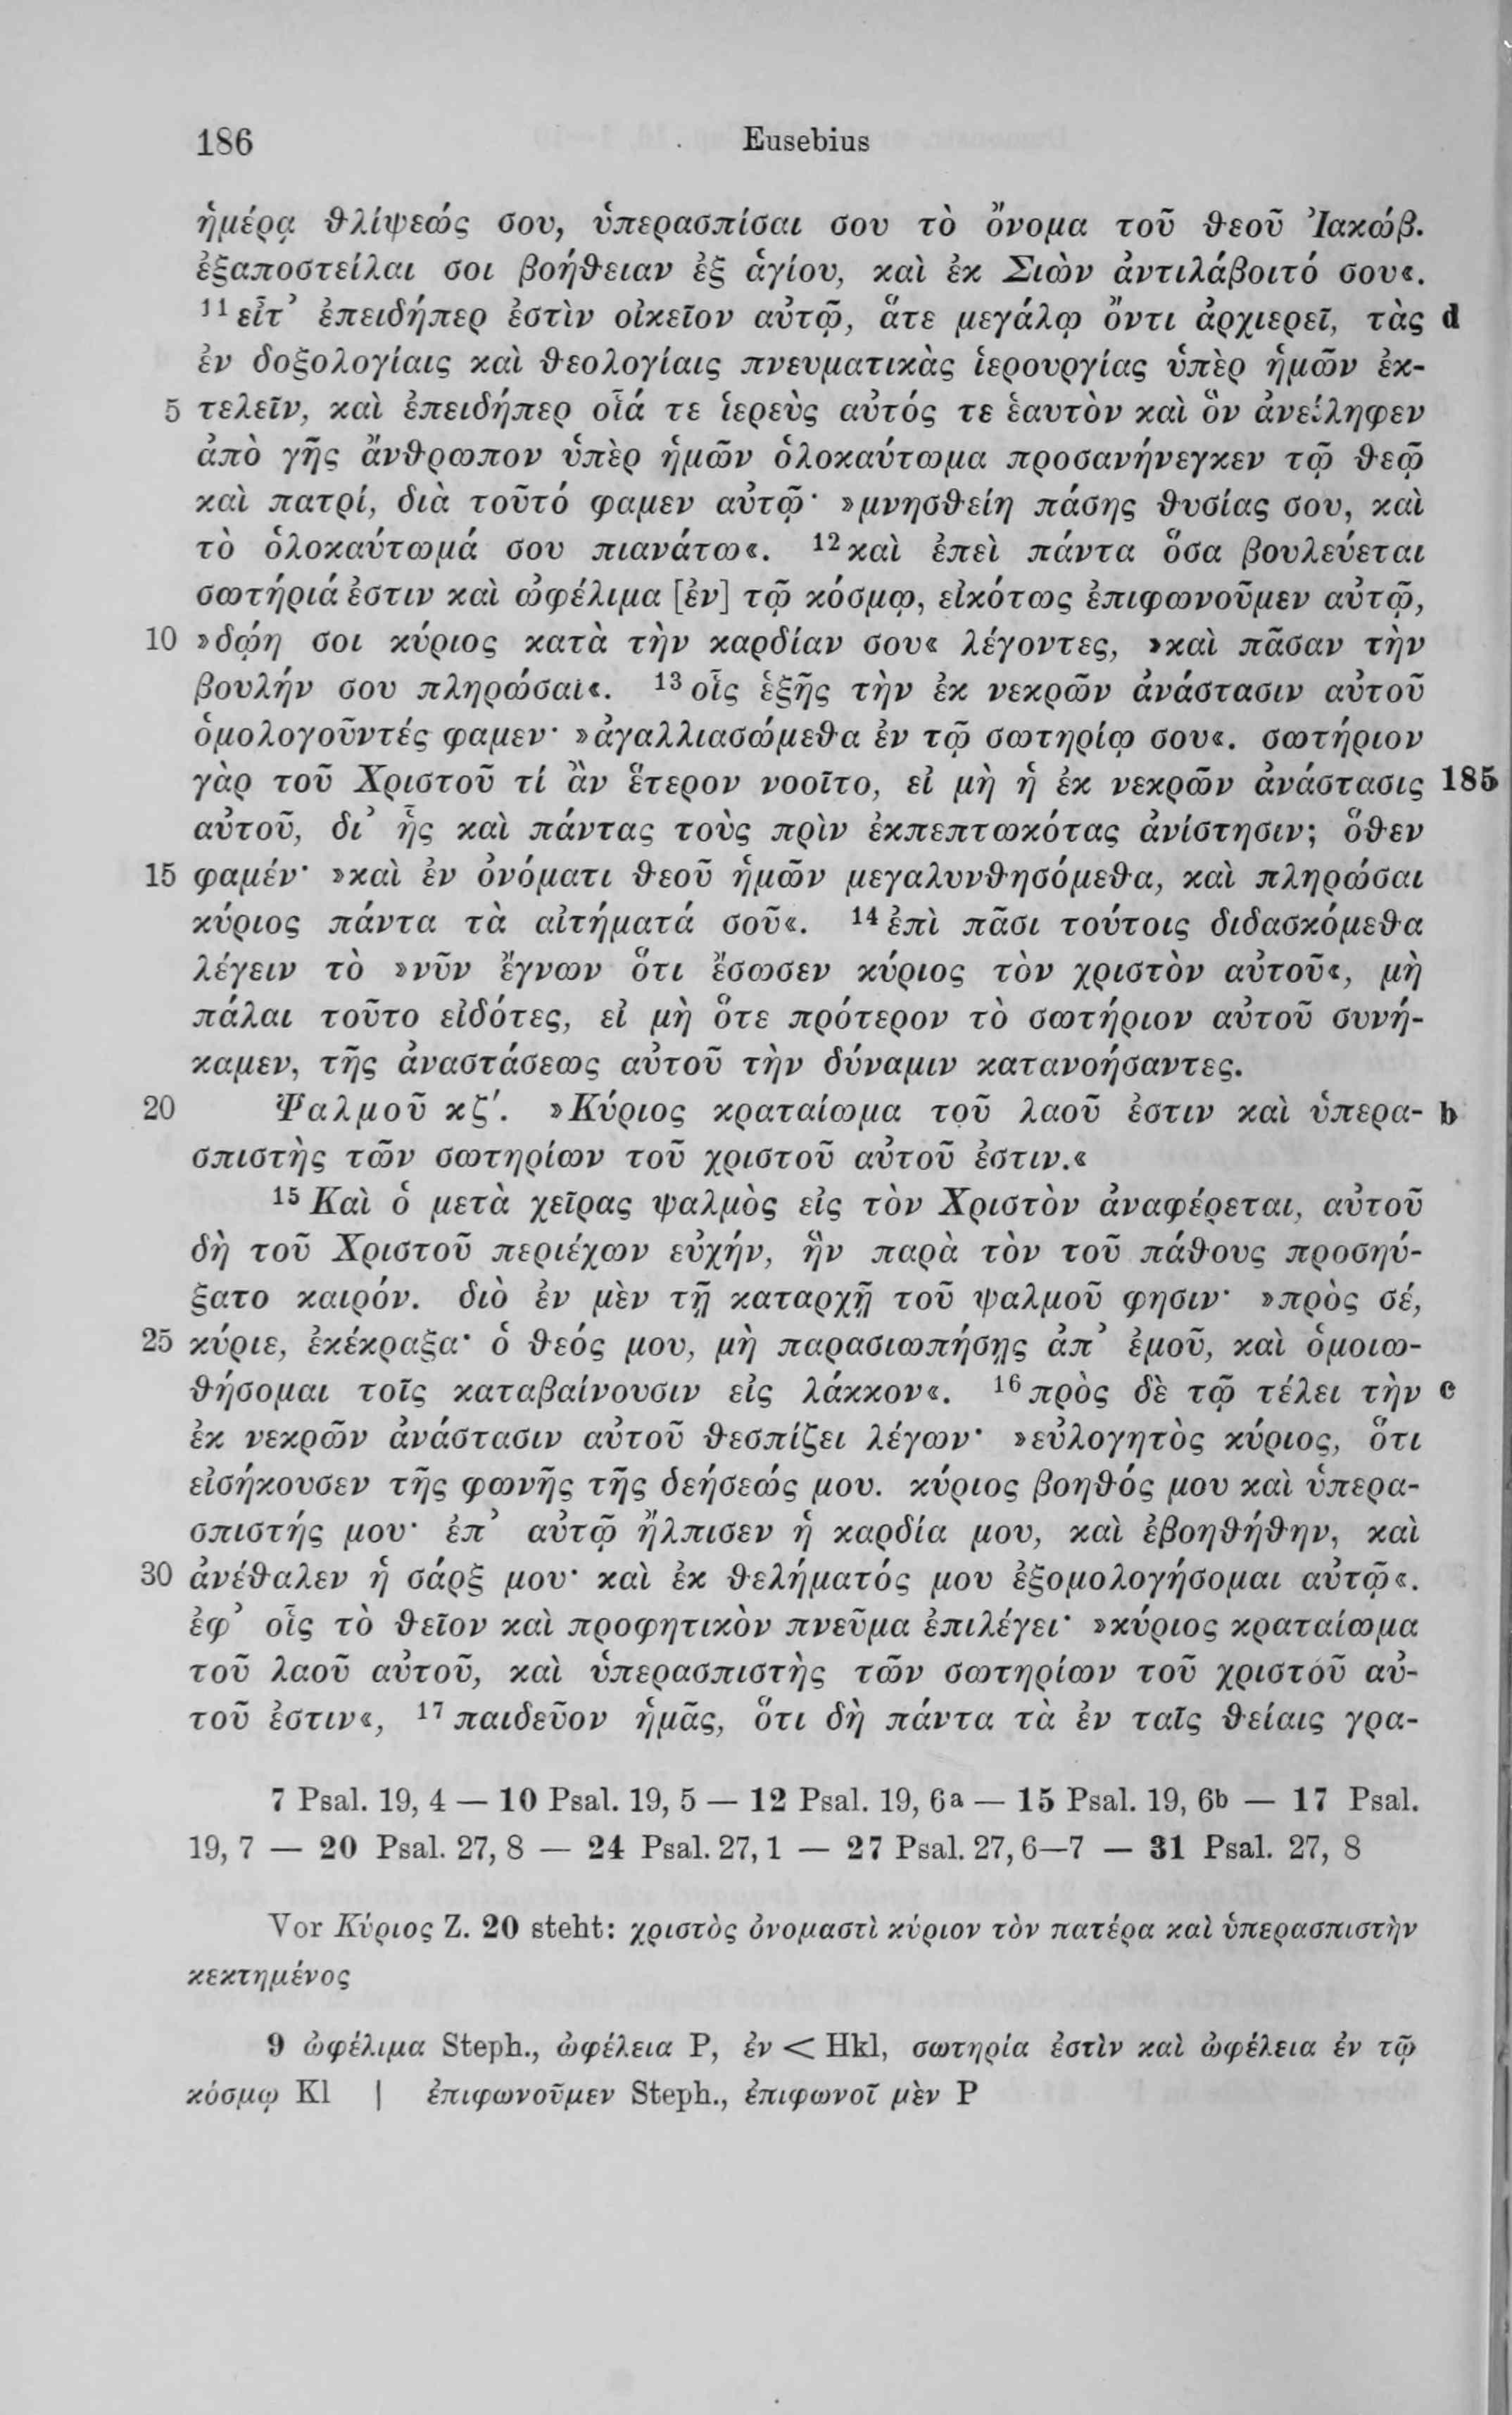 186 Eusebius
ἡμέρᾳ θλίψεώς σου, ὑπερασπίσαι σου τὸ ὄνομα τοῦ θεοῦ Ἰακώβ.
ἐξαποστείλαι σοι βοήθειαν ἐξ ἁγίου, καὶ ἐκ Σιὼν ἀντιλάβοιτό σου«.
¹¹ εἶτ’ ἐπειδήπερ ἐστὶν οἰκεῖον αὐτῷ, ἅτε μεγάλῳ ὄντι ἀρχιερεῖ, τὰς d
ἐν δοξολογίαις καὶ θεολογίαις πνευματικὰς ἱερουργίας ὑπὲρ ἡμῶν ἐκ-
5 τελεῖν, καὶ ἐπειδήπερ οἷά τε ἱερεὺς αὐτός τε ἑαυτὸν καὶ ὃν ἀνείληφεν
ἀπὸ γῆς ἄνθρωπον ὑπὲρ ἡμῶν ὁλοκαύτωμα προσανήνεγκεν τῷ θεῷ
καὶ πατρί, διὰ τοῦτό φαμεν αὐτῷ· »μνησθείη πάσης θυσίας σου, καὶ
τὸ ὁλοκαύτωμά σου πιανάτω«. ¹² καὶ ἐπεὶ πάντα ὅσα βουλεύεται
σωτήριά ἐστιν καὶ ὠφέλιμα [ἐν] τῷ κόσμῳ, εἰκότως ἐπιφωνοῦμεν αὐτῷ,
10 »δῴη σοι κύριος κατὰ τὴν καρδίαν σου« λέγοντες, »καὶ πᾶσαν τὴν
βουλήν σου πληρώσαι«. ¹³ οἷς ἑξῆς τὴν ἐκ νεκρῶν ἀνάστασιν αὐτοῦ
ὁμολογοῦντές φαμεν· »ἀγαλλιασώμεθα ἐν τῷ σωτηρίῳ σου«. σωτήριον
γὰρ τοῦ Χριστοῦ τί ἂν ἕτερον νοοῖτο, εἰ μὴ ἡ ἐκ νεκρῶν ἀνάστασις 185
αὐτοῦ, δι’ ἧς καὶ πάντας τοὺς πρὶν ἐκπεπτωκότας ἀνίστησιν; ὅθεν
15 φαμέν· »καὶ ἐν ὀνόματι θεοῦ ἡμῶν μεγαλυνθησόμεθα, καὶ πληρώσαι
κύριος πάντα τὰ αἰτήματά σοῦ«. ¹⁴ ἐπὶ πᾶσι τούτοις διδασκόμεθα
λέγειν τὸ »νῦν ἔγνων ὅτι ἔσωσεν κύριος τὸν χριστὸν αὐτοῦ«, μὴ
πάλαι τοῦτο εἰδότες, εἰ μὴ ὅτε πρότερον τὸ σωτήριον αὐτοῦ συνή-
καμεν, τῆς ἀναστάσεως αὐτοῦ τὴν δύναμιν κατανοήσαντες.
20 Ψαλμοῦ κζ′. »Κύριος κραταίωμα τοῦ λαοῦ ἐστιν καὶ ὑπερα- b
σπιστὴς τῶν σωτηρίων τοῦ χριστοῦ αὐτοῦ ἐστιν.«
¹⁵ Καὶ ὁ μετὰ χεῖρας ψαλμὸς εἰς τὸν Χριστὸν ἀναφέρεται, αὐτοῦ
δὴ τοῦ Χριστοῦ περιέχων εὐχήν, ἣν παρὰ τὸν τοῦ πάθους προσηύ-
ξατο καιρόν. διὸ ἐν μὲν τῇ καταρχῇ τοῦ ψαλμοῦ φησιν· »πρὸς σέ,
25 κύριε, ἐκέκραξα· ὁ θεός μου, μὴ παρασιωπήσῃς ἀπ’ ἐμοῦ, καὶ ὁμοιω-
θήσομαι τοῖς καταβαίνουσιν εἰς λάκκον«. ¹⁶ πρὸς δὲ τῷ τέλει τὴν c
ἐκ νεκρῶν ἀνάστασιν αὐτοῦ θεσπίζει λέγων· »εὐλογητὸς κύριος, ὅτι
εἰσήκουσεν τῆς φωνῆς τῆς δεήσεώς μου. κύριος βοηθός μου καὶ ὑπερα-
σπιστής μου· ἐπ’ αὐτῷ ἤλπισεν ἡ καρδία μου, καὶ ἐβοηθήθην, καὶ
30 ἀνέθαλεν ἡ σάρξ μου· καὶ ἐκ θελήματός μου ἐξομολογήσομαι αὐτῷ«.
ἐφ’ οἷς τὸ θεῖον καὶ προφητικὸν πνεῦμα ἐπιλέγει· »κύριος κραταίωμα
τοῦ λαοῦ αὐτοῦ, καὶ ὑπερασπιστὴς τῶν σωτηρίων τοῦ χριστοῦ αὐ-
τοῦ ἐστιν«, ¹⁷ παιδεῦον ἡμᾶς, ὅτι δὴ πάντα τὰ ἐν ταῖς θείαις γρα-
7 Psal. 19, 4 — 10 Psal. 19, 5 — 12 Psal. 19, 6a — 15 Psal. 19, 6b — 17 Psal.
19, 7 — 20 Psal. 27, 8 — 24 Psal. 27, 1 — 27 Psal. 27, 6—7 — 31 Psal. 27, 8
Vor Κύριος Z. 20 steht: χριστὸς ὀνομαστὶ κύριον τὸν πατέρα καὶ ὑπερασπιστὴν
κεκτημένος
9 ὠφέλιμα Steph., ὠφέλεια P, ἐν < Hkl, σωτηρία ἐστὶν καὶ ὠφέλεια ἐν τῷ
κόσμῳ Kl | ἐπιφωνοῦμεν Steph., ἐπιφωνοῖ μὲν P